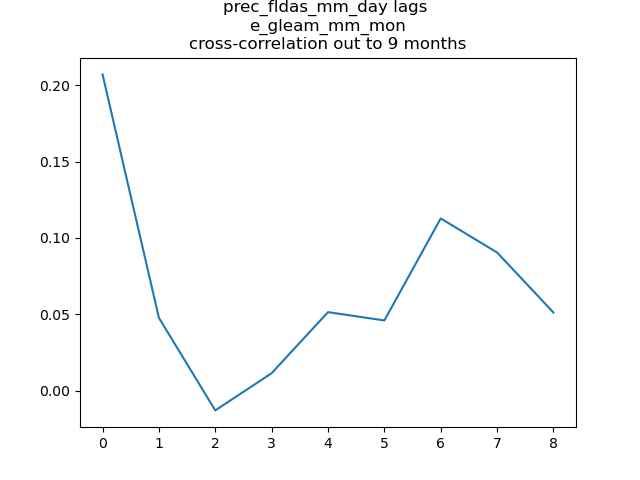 prec_fldas_mm_day lags
e_gleam_mm_mon
cross-correlation out to 9 months
0.20
0.15
0.10
0.05
0.00
0 1 2 3 4 5 6 7 8